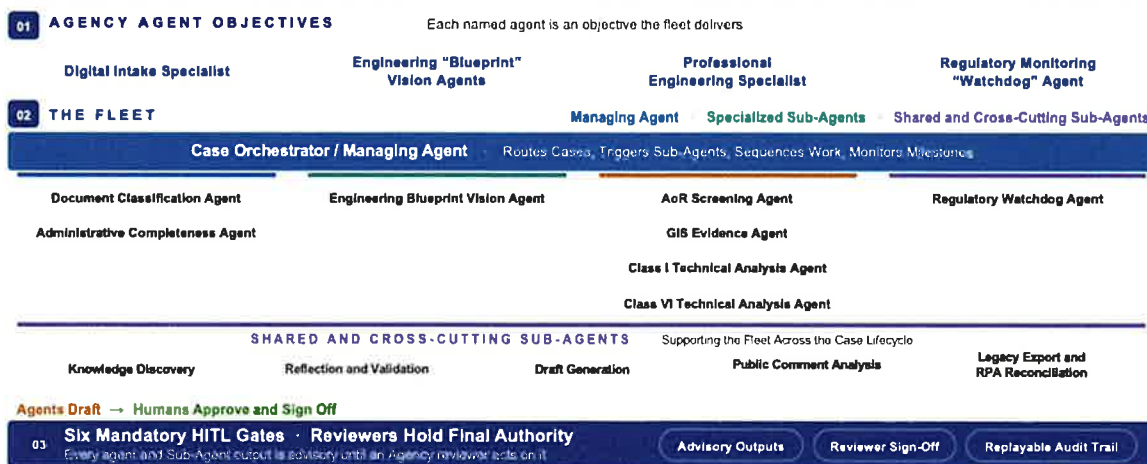 01 AGENCY AGENT OBJECTIVES Each named agent is an objective the fleet delivers
Digital Intake Specialist
Engineering “Blueprint”
Vision Agents
Professional
Engineering Specialist
Regulatory Monitoring
“Watchdog” Agent
02 THE FLEET Managing Agent · Specialized Sub-Agents · Shared and Cross-Cutting Sub-Agents
Case Orchestrator / Managing Agent · Routes Cases, Triggers Sub-Agents, Sequences Work, Monitors Milestones
Document Classification Agent
Administrative Completeness Agent
Engineering Blueprint Vision Agent
AoR Screening Agent
GIS Evidence Agent
Class I Technical Analysis Agent
Class VI Technical Analysis Agent
Regulatory Watchdog Agent
SHARED AND CROSS-CUTTING SUB-AGENTS Supporting the Fleet Across the Case Lifecycle
Knowledge Discovery
Reflection and Validation
Draft Generation
Public Comment Analysis
Legacy Export and
RPA Reconciliation
Agents Draft → Humans Approve and Sign Off
03 Six Mandatory HITL Gates · Reviewers Hold Final Authority
Every agent and Sub-Agent output is advisory until an Agency reviewer acts on it
Advisory Outputs
Reviewer Sign-Off
Replayable Audit Trail